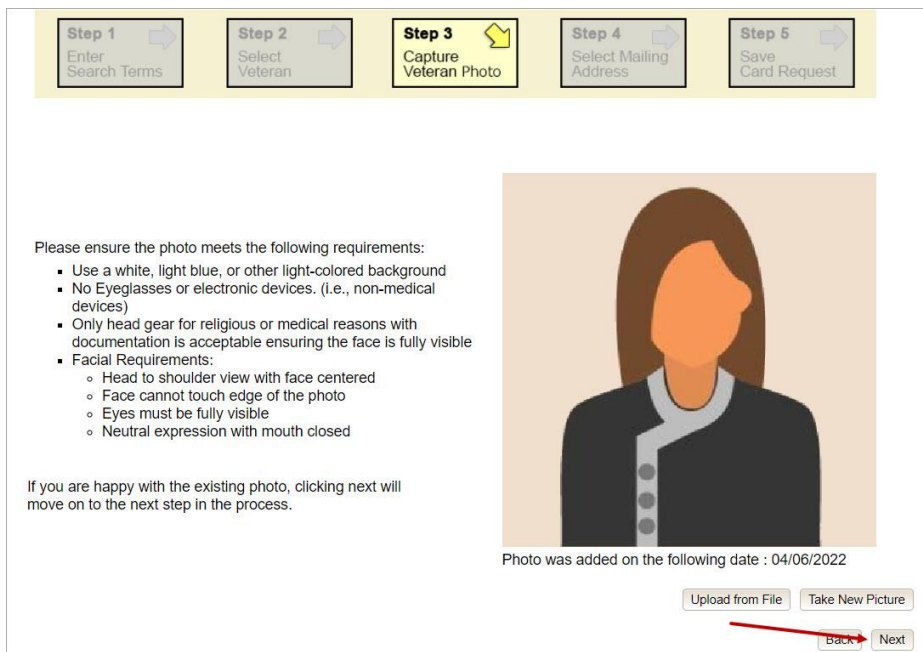 Step 1
Enter
Search Terms
Step 2
Select
Veteran
Step 3
Capture
Veteran Photo
Step 4
Select Mailing
Address
Step 5
Save
Card Request
Please ensure the photo meets the following requirements:
Use a white, light blue, or other light-colored background
No Eyeglasses or electronic devices. (i.e., non-medical
devices)
Only head gear for religious or medical reasons with
documentation is acceptable ensuring the face is fully visible
Facial Requirements:
Head to shoulder view with face centered
Face cannot touch edge of the photo
Eyes must be fully visible
Neutral expression with mouth closed
If you are happy with the existing photo, clicking next will
move on to the next step in the process.
Photo was added on the following date : 04/06/2022
Upload from File
Take New Picture
Back
Next